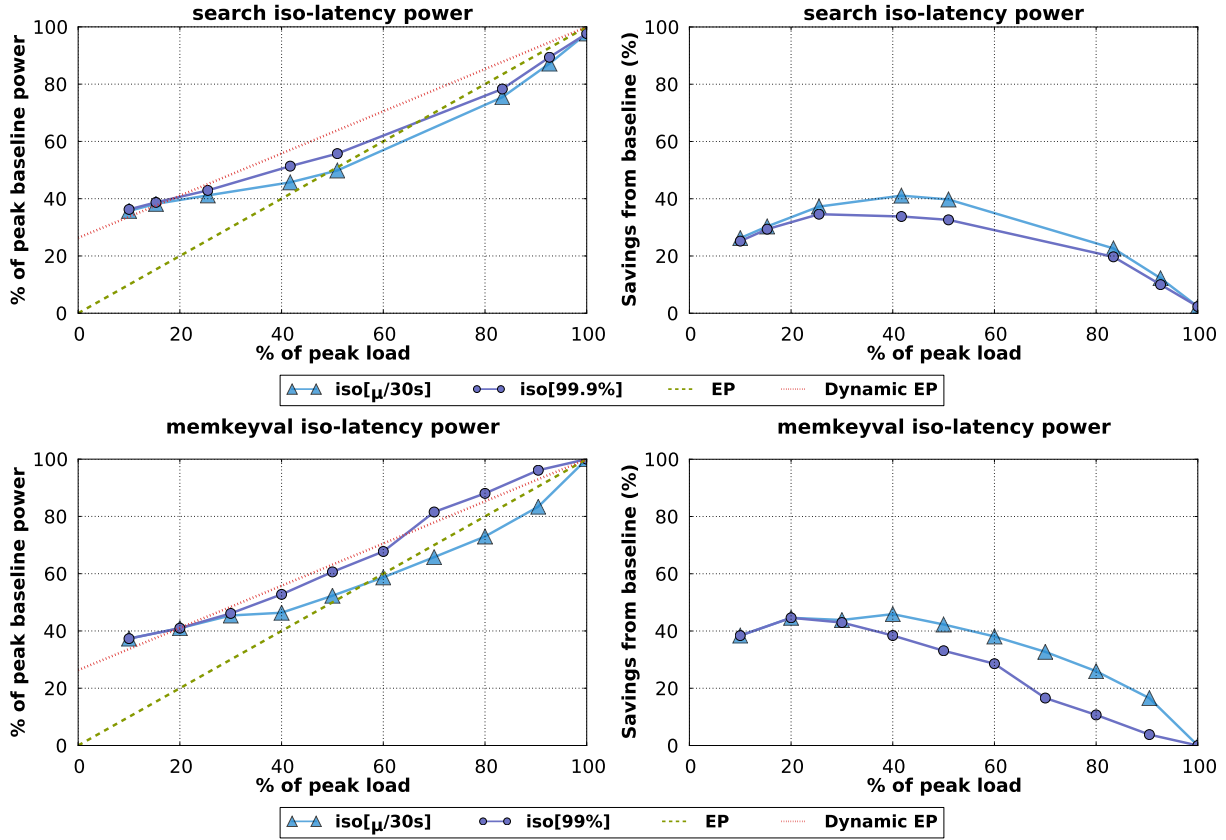 search iso-latency power
% of peak baseline power
100
80
60
40
20
0
0 20 40 60 80 100
% of peak load
search iso-latency power
Savings from baseline (%)
100
80
60
40
20
0
0 20 40 60 80 100
% of peak load
iso[μ/30s] iso[99.9%] EP Dynamic EP
memkeyval iso-latency power
% of peak baseline power
100
80
60
40
20
0
0 20 40 60 80 100
% of peak load
memkeyval iso-latency power
Savings from baseline (%)
100
80
60
40
20
0
0 20 40 60 80 100
% of peak load
iso[μ/30s] iso[99%] EP Dynamic EP